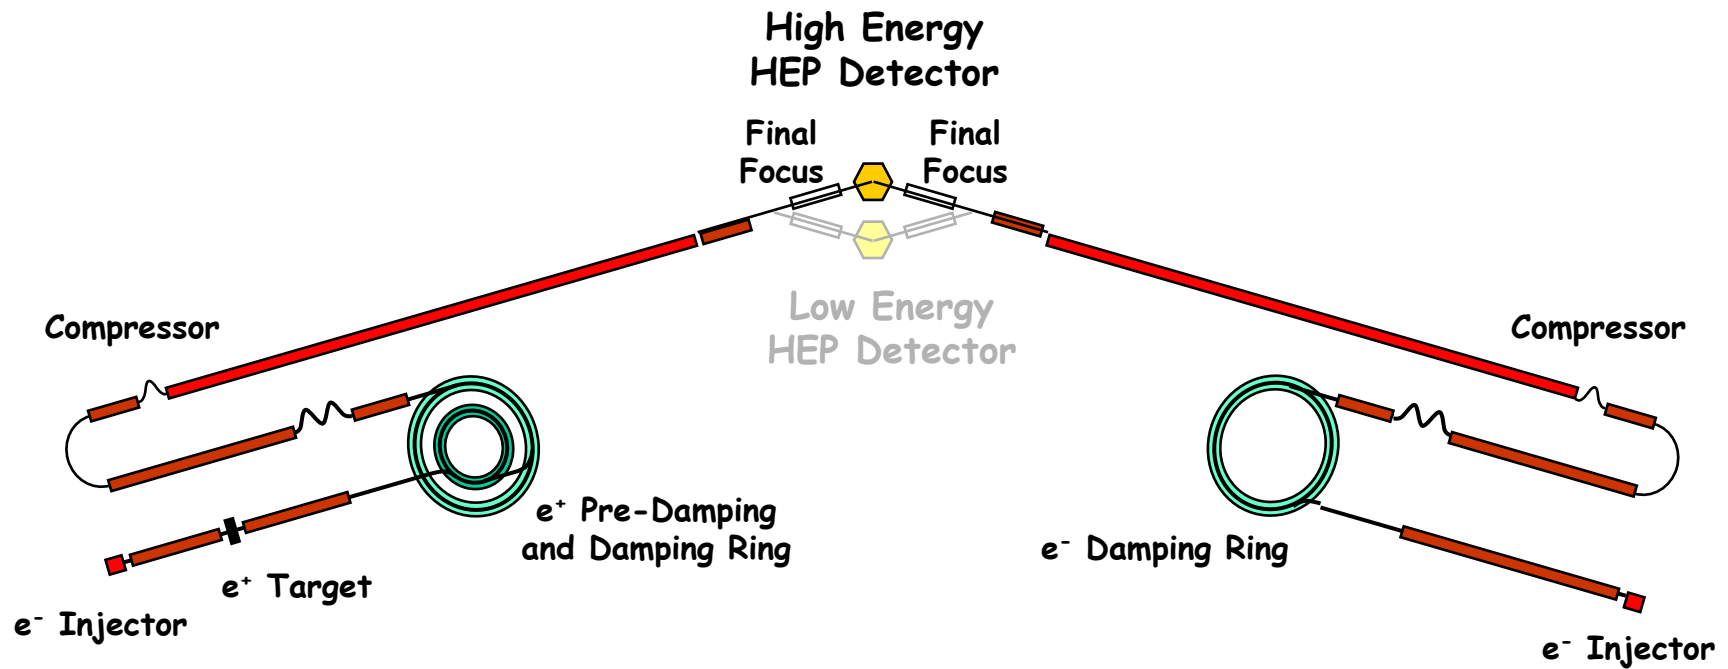 High Energy
HEP Detector
Final
Focus
Final
Focus
Low Energy
HEP Detector
Compressor
Compressor
e⁺ Pre-Damping
and Damping Ring
e⁻ Damping Ring
e⁺ Target
e⁻ Injector
e⁻ Injector